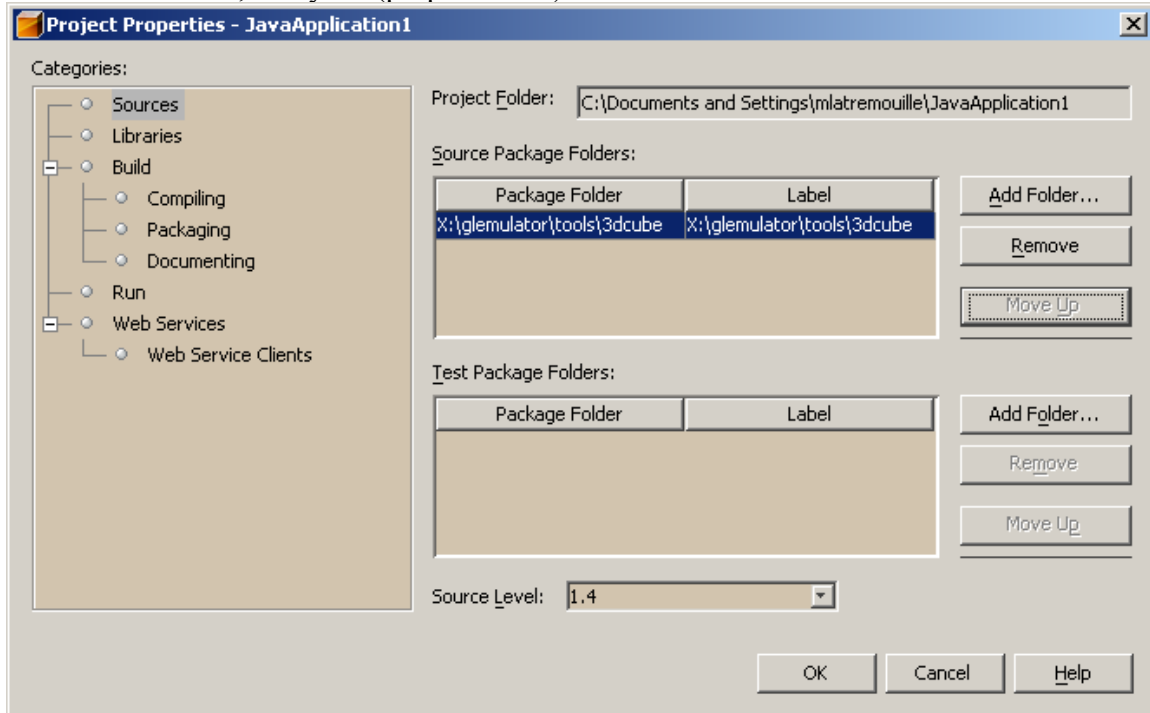 Project Properties - JavaApplication1
Categories:
Sources
Libraries
Build
Compiling
Packaging
Documenting
Run
Web Services
Web Service Clients
Project Folder: C:\Documents and Settings\mlatremouille\JavaApplication1
Source Package Folders:
Package Folder Label
X:\glemulator\tools\3dcube X:\glemulator\tools\3dcube
Add Folder...
Remove
Move Up
Test Package Folders:
Package Folder Label
Add Folder...
Remove
Move Up
Source Level: 1.4
OK Cancel Help